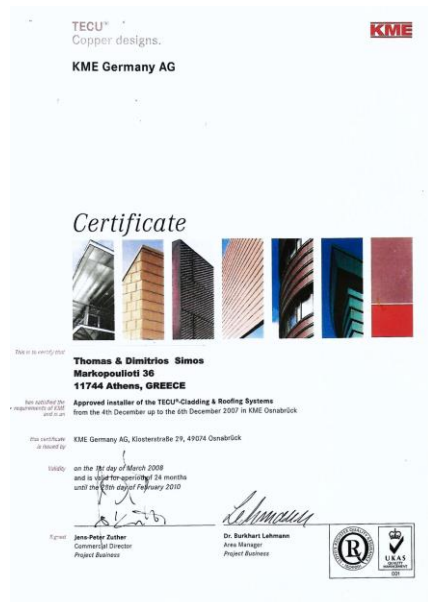 TECU®
Copper designs.
KME
KME Germany AG
Certificate
This is to certify that
Thomas & Dimitrios Simos
Markopoulioti 36
11744 Athens, GREECE
has satisfied the
requirements of KME
and is an
Approved installer of the TECU®-Cladding & Roofing Systems
from the 4th December up to the 6th December 2007 in KME Osnabrück
this certificate
is issued by
KME Germany AG, Klosterstraße 29, 49074 Osnabrück
Validity
on the 1st day of March 2008
and is valid for a period of 24 months
until the 28th day of February 2010
Lehmann
Signed
Jens-Peter Zuther
Commercial Director
Project Business
Dr. Burkhart Lehmann
Area Manager
Project Business
R
UKAS
QUALITY
MANAGEMENT
001